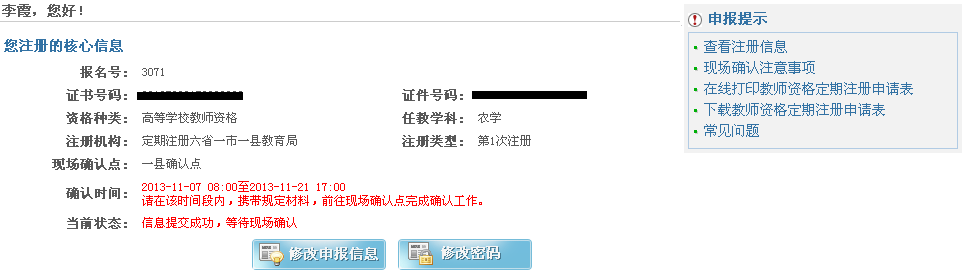 李霞，您好！
您注册的核心信息
报名号： 3071
证书号码： 证件号码：
资格种类： 高等学校教师资格 任教学科： 农学
注册机构： 定期注册六省一市一县教育局 注册类型： 第1次注册
现场确认点： 一县确认点
确认时间： 2013-11-07 08:00至2013-11-21 17:00
请在该时间段内，携带规定材料，前往现场确认点完成确认工作。
当前状态： 信息提交成功，等待现场确认
修改申报信息 修改密码
申报提示
查看注册信息
现场确认注意事项
在线打印教师资格定期注册申请表
下载教师资格定期注册申请表
常见问题